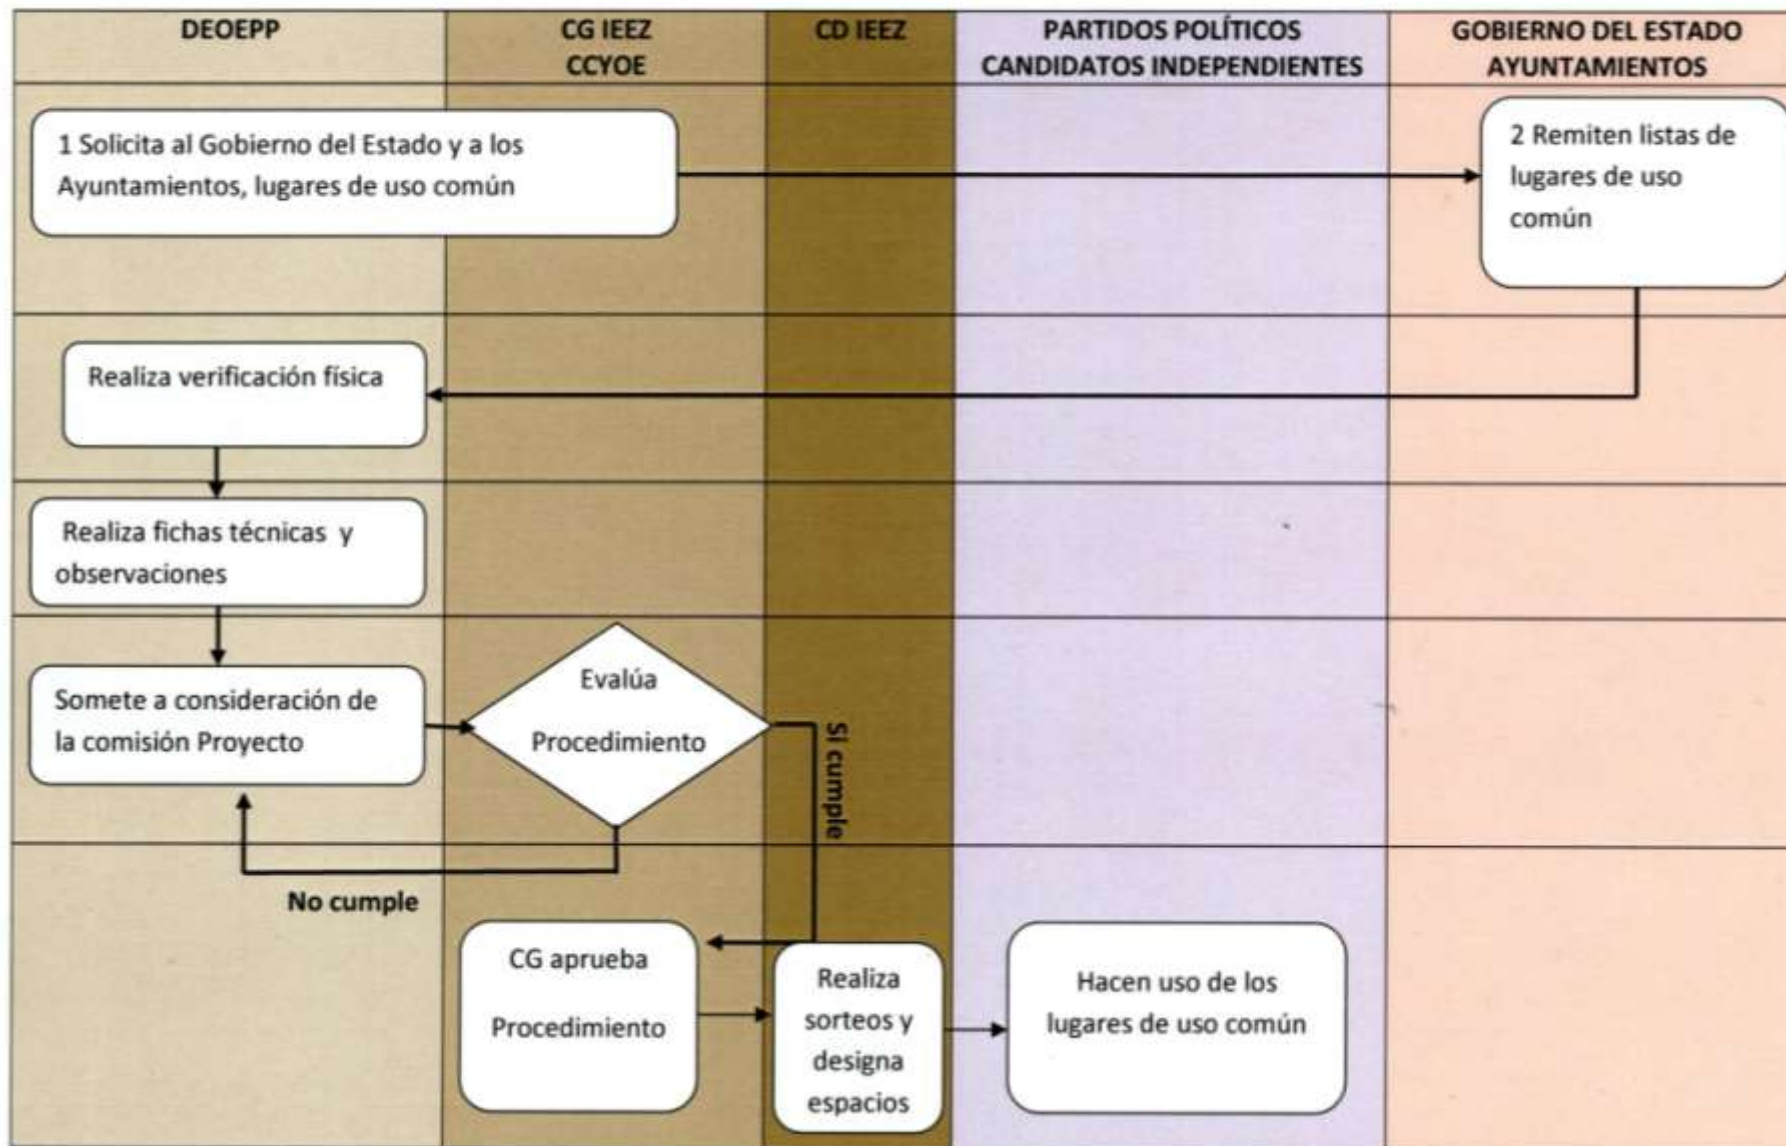 DEOEPP
CG IEEZ
CCYOE
CD IEEZ
PARTIDOS POLÍTICOS
CANDIDATOS INDEPENDIENTES
GOBIERNO DEL ESTADO
AYUNTAMIENTOS
1 Solicita al Gobierno del Estado y a los
Ayuntamientos, lugares de uso común
2 Remiten listas de
lugares de uso
común
Realiza verificación física
Realiza fichas técnicas y
observaciones
Somete a consideración de
la comisión Proyecto
Evalúa
Procedimiento
Si cumple
No cumple
CG aprueba
Procedimiento
Realiza
sorteos y
designa
espacios
Hacen uso de los
lugares de uso común